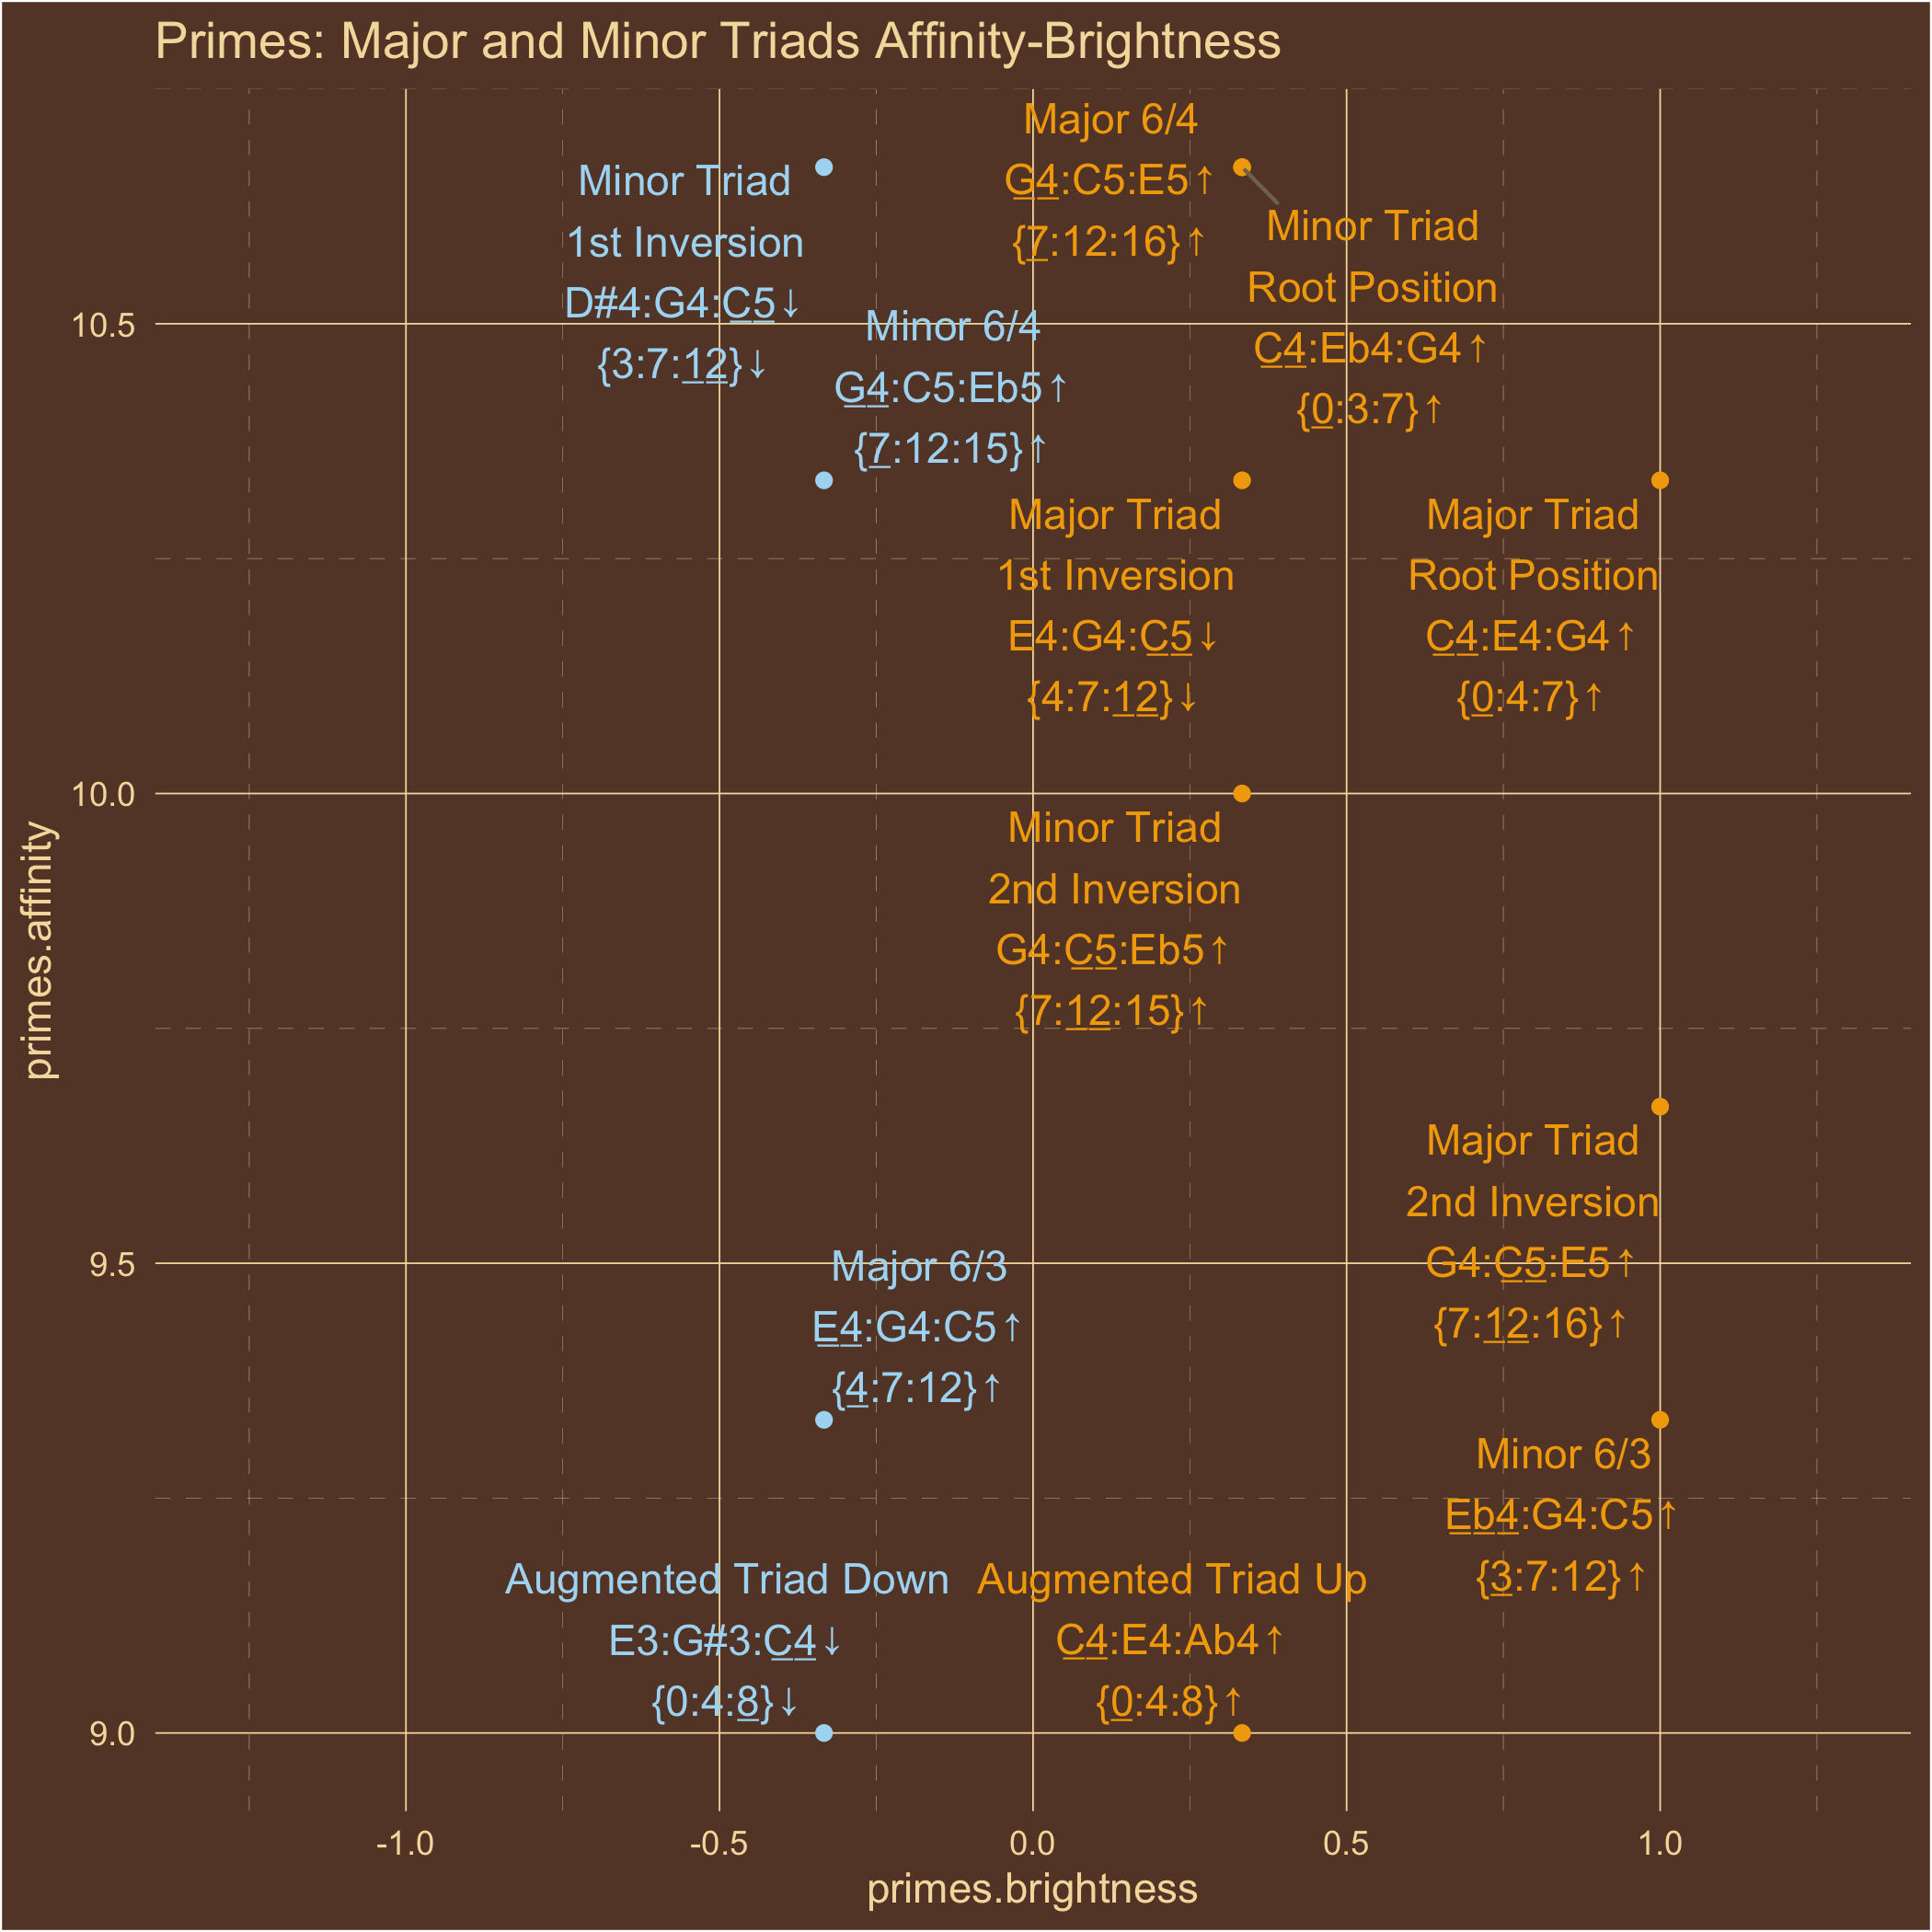 Primes: Major and Minor Triads Affinity-Brightness
Major 6/4
G4:C5:E5↑
{7:12:16}↑
Minor Triad
1st Inversion
D#4:G4:C5↓
{3:7:12}↓
Minor Triad
Root Position
C4:Eb4:G4↑
{0:3:7}↑
Minor 6/4
G4:C5:Eb5↑
{7:12:15}↑
Major Triad
1st Inversion
E4:G4:C5↓
{4:7:12}↓
Major Triad
Root Position
C4:E4:G4↑
{0:4:7}↑
Minor Triad
2nd Inversion
G4:C5:Eb5↑
{7:12:15}↑
Major Triad
2nd Inversion
G4:C5:E5↑
{7:12:16}↑
Major 6/3
E4:G4:C5↑
{4:7:12}↑
Minor 6/3
Eb4:G4:C5↑
{3:7:12}↑
Augmented Triad Down
E3:G#3:C4↓
{0:4:8}↓
Augmented Triad Up
C4:E4:Ab4↑
{0:4:8}↑
10.5
10.0
9.5
9.0
primes.affinity
-1.0
-0.5
0.0
0.5
1.0
primes.brightness